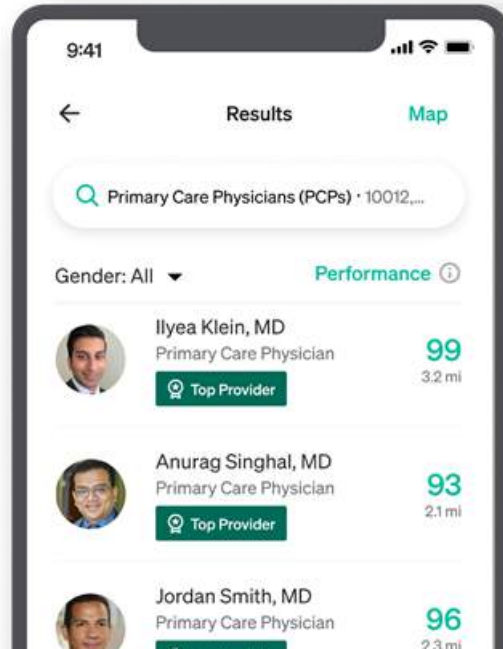 9:41
Results
Map
Primary Care Physicians (PCPs) · 10012,...
Gender: All
Performance
Ilyea Klein, MD
Primary Care Physician
99
Top Provider
3.2 mi
Anurag Singhal, MD
Primary Care Physician
93
Top Provider
2.1 mi
Jordan Smith, MD
Primary Care Physician
96
2.3 mi